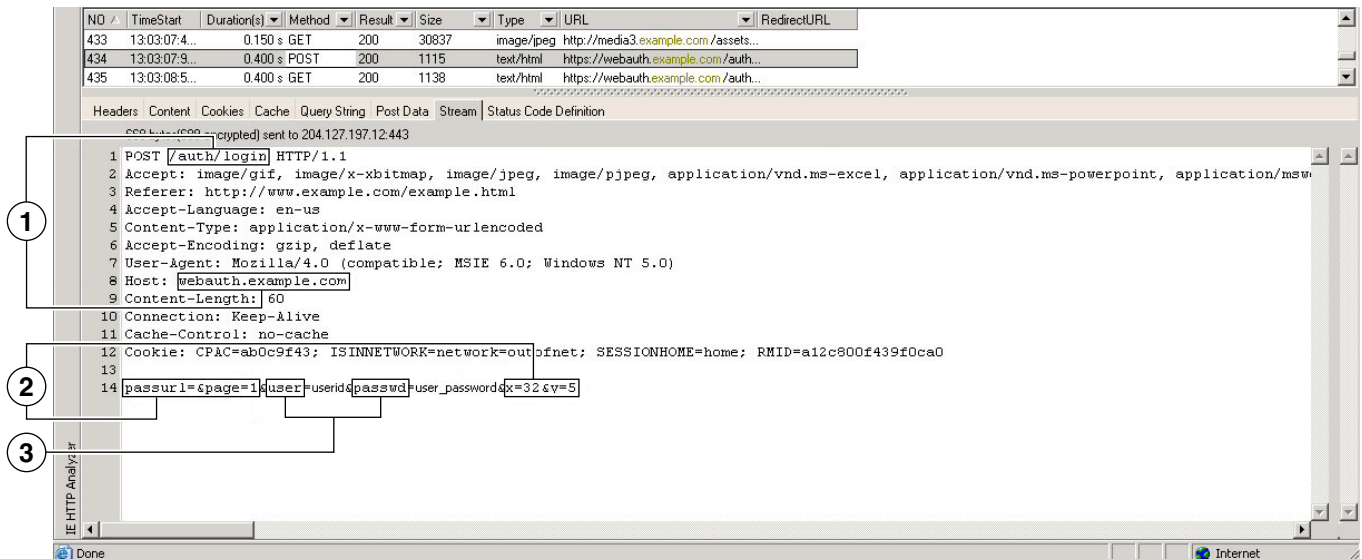 NO TimeStart Duration(s) Method Result Size Type URL RedirectURL
433 13:03:07:4... 0.150 s GET 200 30837 image/jpeg http://media3.example.com /assets...
434 13:03:07:9... 0.400 s POST 200 1115 text/html https://webauth.example.com /auth...
435 13:03:08:5... 0.400 s GET 200 1138 text/html https://webauth.example.com /auth...
Headers Content Cookies Cache Query String Post Data Stream Status Code Definition
encrypted) sent to 204.127.197.12:443
1 POST /auth/login HTTP/1.1
2 Accept: image/gif, image/x-xbitmap, image/jpeg, image/pjpeg, application/vnd.ms-excel, application/vnd.ms-powerpoint, application/msw
3 Referer: http://www.example.com/example.html
4 Accept-Language: en-us
1
5 Content-Type: application/x-www-form-urlencoded
6 Accept-Encoding: gzip, deflate
7 User-Agent: Mozilla/4.0 (compatible; MSIE 6.0; Windows NT 5.0)
8 Host: webauth.example.com
9 Content-Length: 60
10 Connection: Keep-Alive
11 Cache-Control: no-cache
12 Cookie: CPAC=ab0c9f43; ISINNETWORK=network=outofnet; SESSIONHOME=home; RMID=a12c800f439f0ca0
13
2
14 passurl=&page=1&user=userid&passwd=user_password&x=32&y=5
3
IE HTTP Analyzer
Done Internet